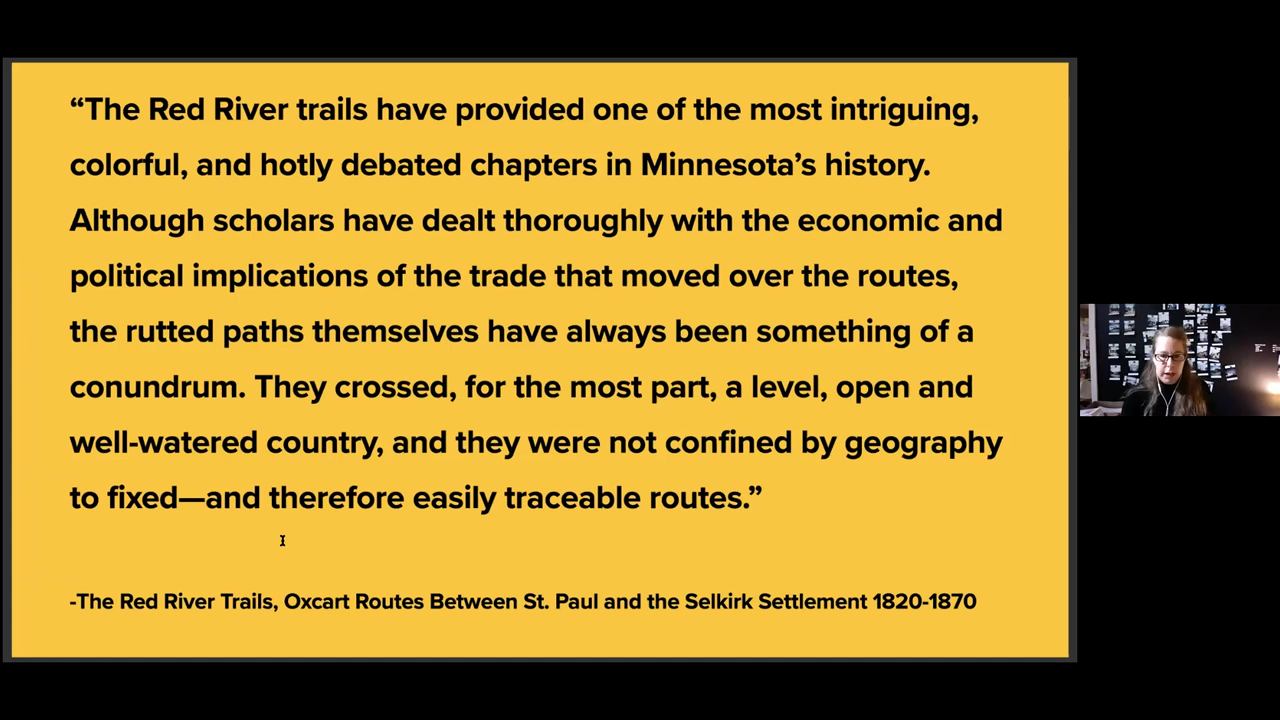 “The Red River trails have provided one of the most intriguing,
colorful, and hotly debated chapters in Minnesota’s history.
Although scholars have dealt thoroughly with the economic and
political implications of the trade that moved over the routes,
the rutted paths themselves have always been something of a
conundrum. They crossed, for the most part, a level, open and
well-watered country, and they were not confined by geography
to fixed—and therefore easily traceable routes.”
-The Red River Trails, Oxcart Routes Between St. Paul and the Selkirk Settlement 1820-1870